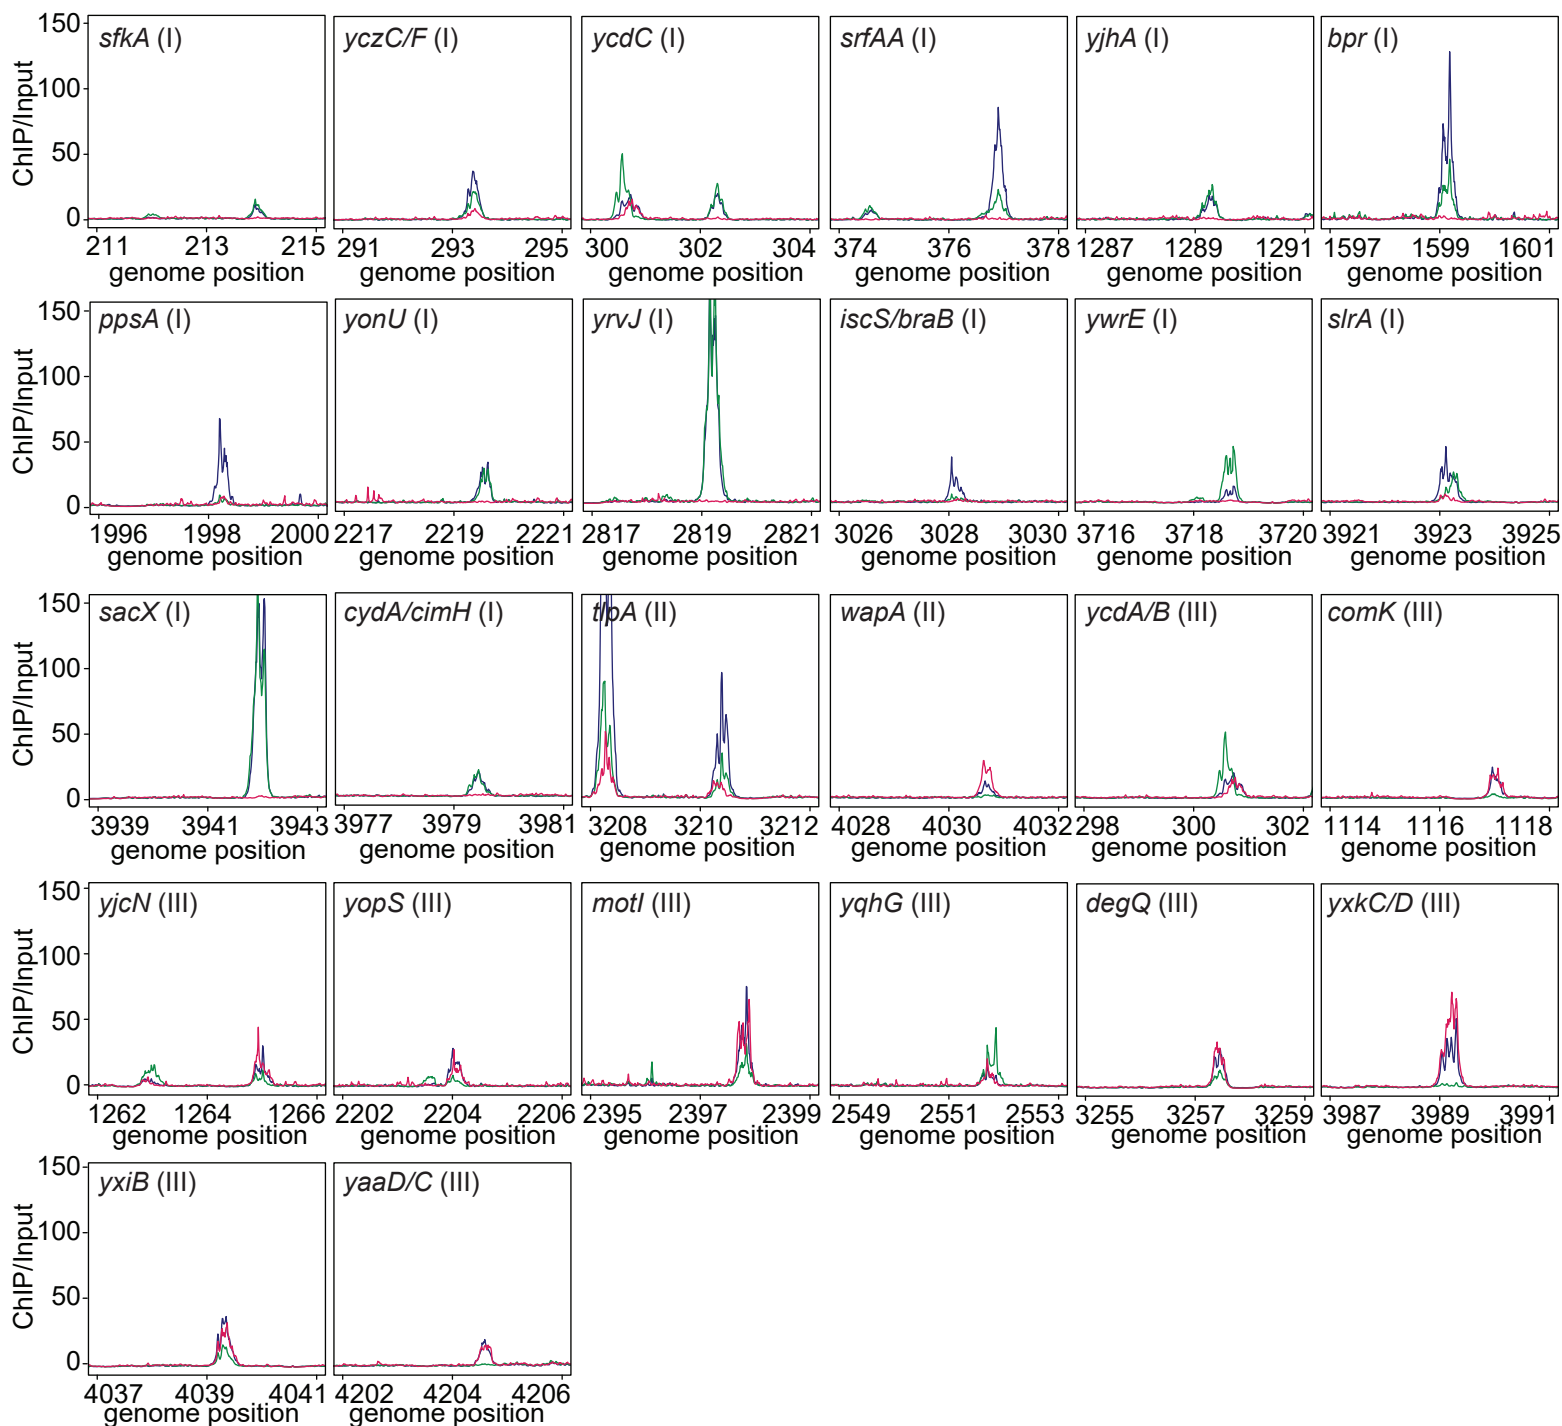 sfkA (I) yczC/F (I) ycdC (I) srfAA (I) yjhA (I) bpr (I)
ChIP/Input
150
100
50
0
211 213 215 291 293 295 300 302 304 374 376 378 1287 1289 1291 1597 1599 1601
genome position genome position genome position genome position genome position genome position
ppsA (I) yonU (I) yrvJ (I) iscS/braB (I) ywrE (I) slrA (I)
ChIP/Input
150
100
50
0
1996 1998 2000 2217 2219 2221 2817 2819 2821 3026 3028 3030 3716 3718 3720 3921 3923 3925
genome position genome position genome position genome position genome position genome position
sacX (I) cydA/cimH (I) tlpA (II) wapA (II) ycdA/B (III) comK (III)
ChIP/Input
150
100
50
0
3939 3941 3943 3977 3979 3981 3208 3210 3212 4028 4030 4032 298 300 302 1114 1116 1118
genome position genome position genome position genome position genome position genome position
yjcN (III) yopS (III) motI (III) yqhG (III) degQ (III) yxkC/D (III)
ChIP/Input
150
100
50
0
1262 1264 1266 2202 2204 2206 2395 2397 2399 2549 2551 2553 3255 3257 3259 3987 3989 3991
genome position genome position genome position genome position genome position genome position
yxiB (III) yaaD/C (III)
ChIP/Input
150
100
50
0
4037 4039 4041 4202 4204 4206
genome position genome position